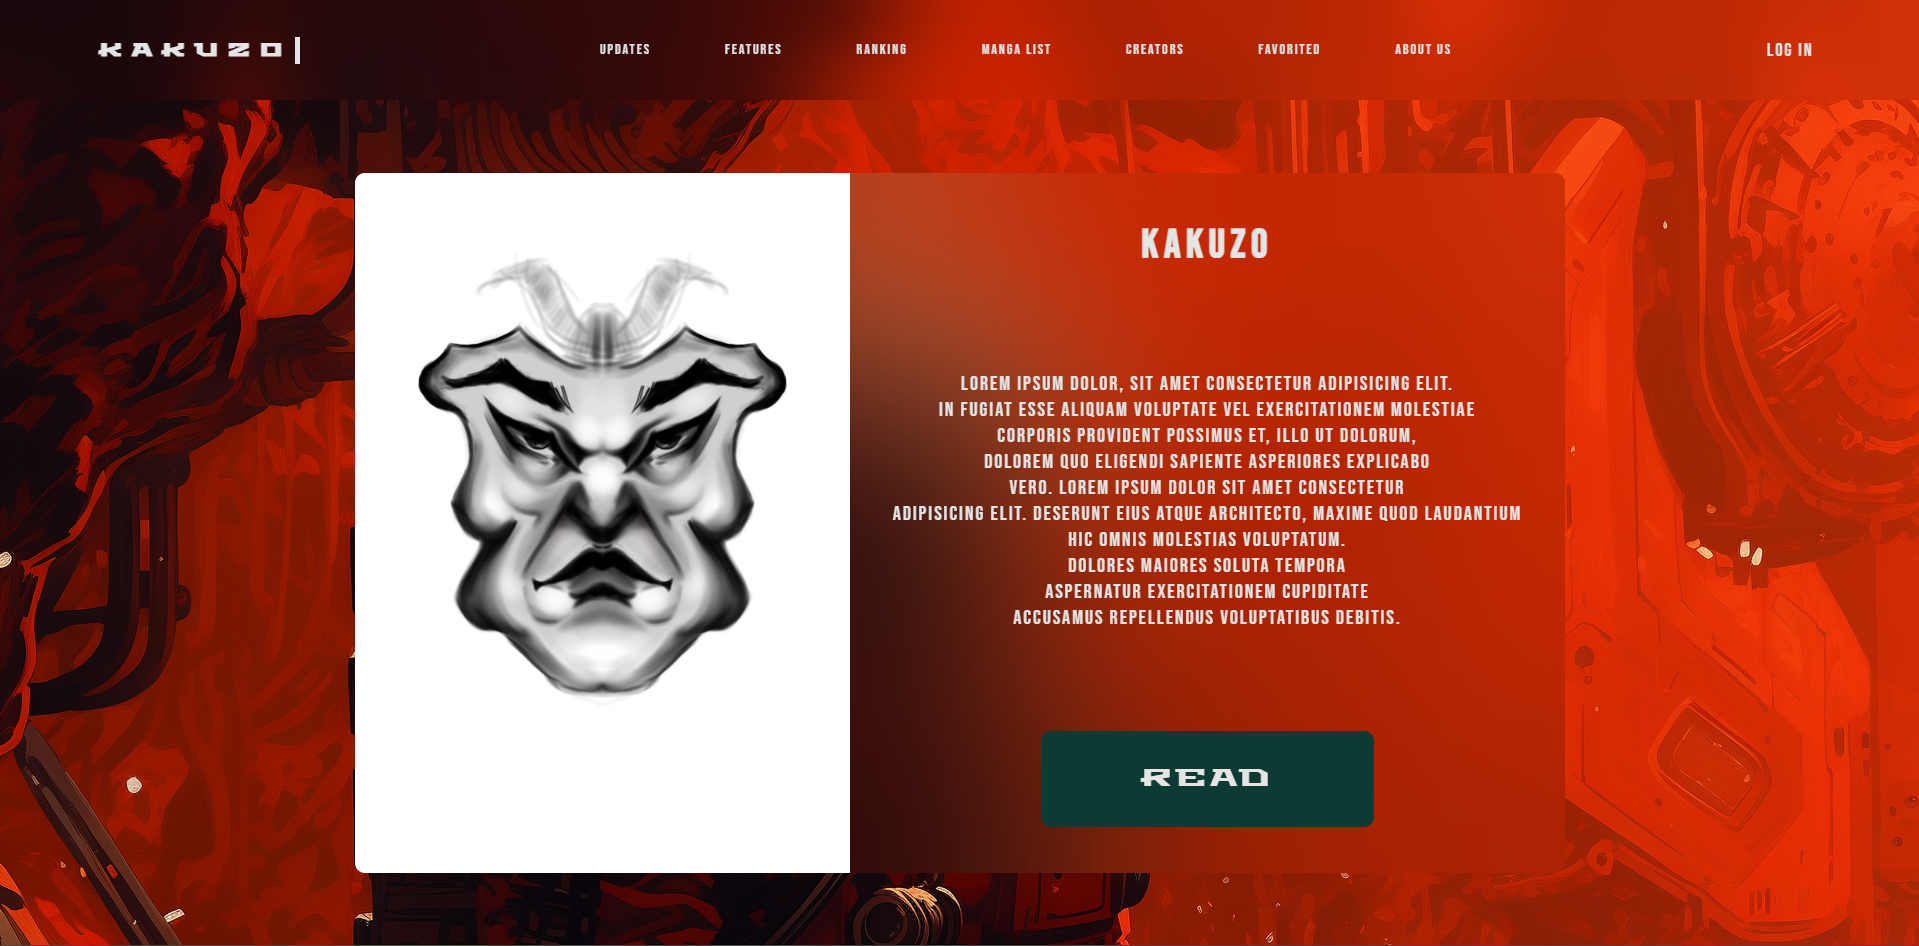 KAKUZO
UPDATES
FEATURES
RANKING
MANGA LIST
CREATORS
FAVORITED
ABOUT US
LOG IN
KAKUZO
LOREM IPSUM DOLOR, SIT AMET CONSECTETUR ADIPISICING ELIT.
IN FUGIAT ESSE ALIQUAM VOLUPTATE VEL EXERCITATIONEM MOLESTIAE
CORPORIS PROVIDENT POSSIMUS ET, ILLO UT DOLORUM,
DOLOREM QUO ELIGENDI SAPIENTE ASPERIORES EXPLICABO
VERO. LOREM IPSUM DOLOR SIT AMET CONSECTETUR
ADIPISICING ELIT. DESERUNT EIUS ATQUE ARCHITECTO, MAXIME QUOD LAUDANTIUM
HIC OMNIS MOLESTIAS VOLUPTATUM.
DOLORES MAIORES SOLUTA TEMPORA
ASPERNATUR EXERCITATIONEM CUPIDITATE
ACCUSAMUS REPELLENDUS VOLUPTATIBUS DEBITIS.
READ